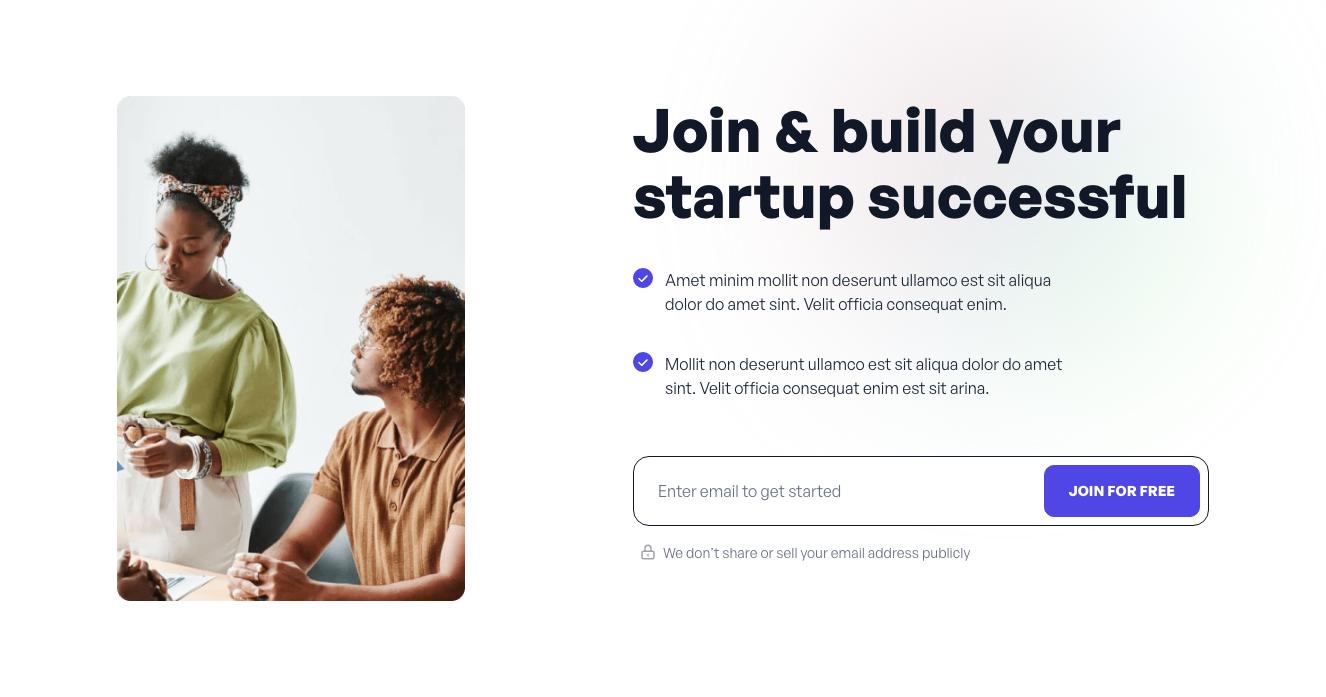 Join & build your
startup successful
Amet minim mollit non deserunt ullamco est sit aliqua
dolor do amet sint. Velit officia consequat enim.
Mollit non deserunt ullamco est sit aliqua dolor do amet
sint. Velit officia consequat enim est sit arina.
Enter email to get started
JOIN FOR FREE
We don’t share or sell your email address publicly